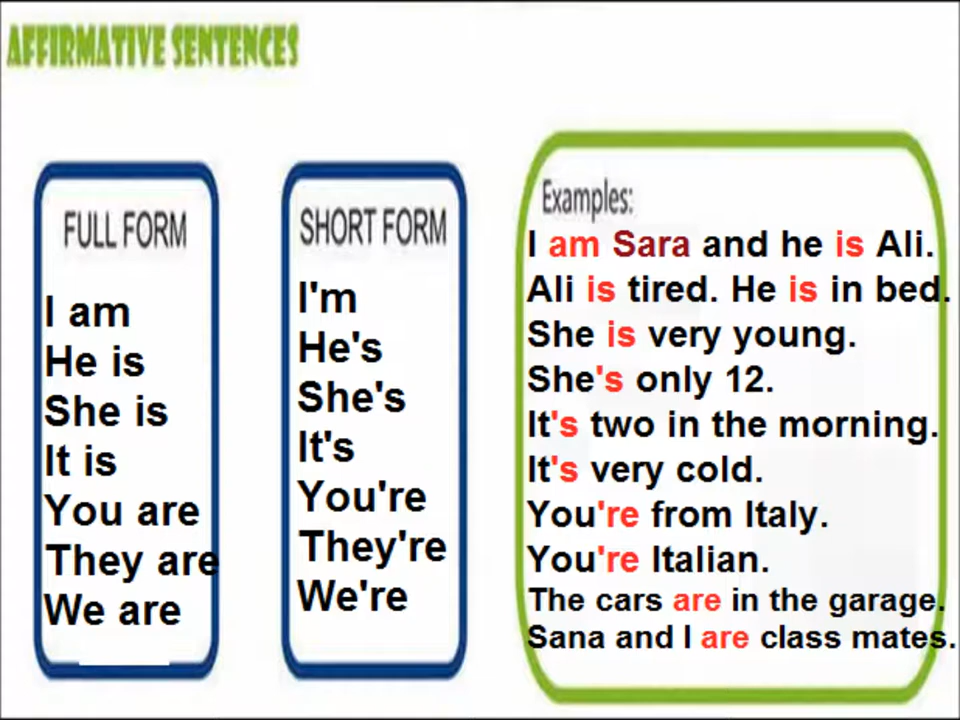 AFFIRMATIVE SENTENCES
FULL FORM
I am
He is
She is
It is
You are
They are
We are
SHORT FORM
I'm
He's
She's
It's
You're
They're
We're
Examples:
I am Sara and he is Ali.
Ali is tired. He is in bed.
She is very young.
She's only 12.
It's two in the morning.
It's very cold.
You're from Italy.
You're Italian.
The cars are in the garage.
Sana and I are class mates.